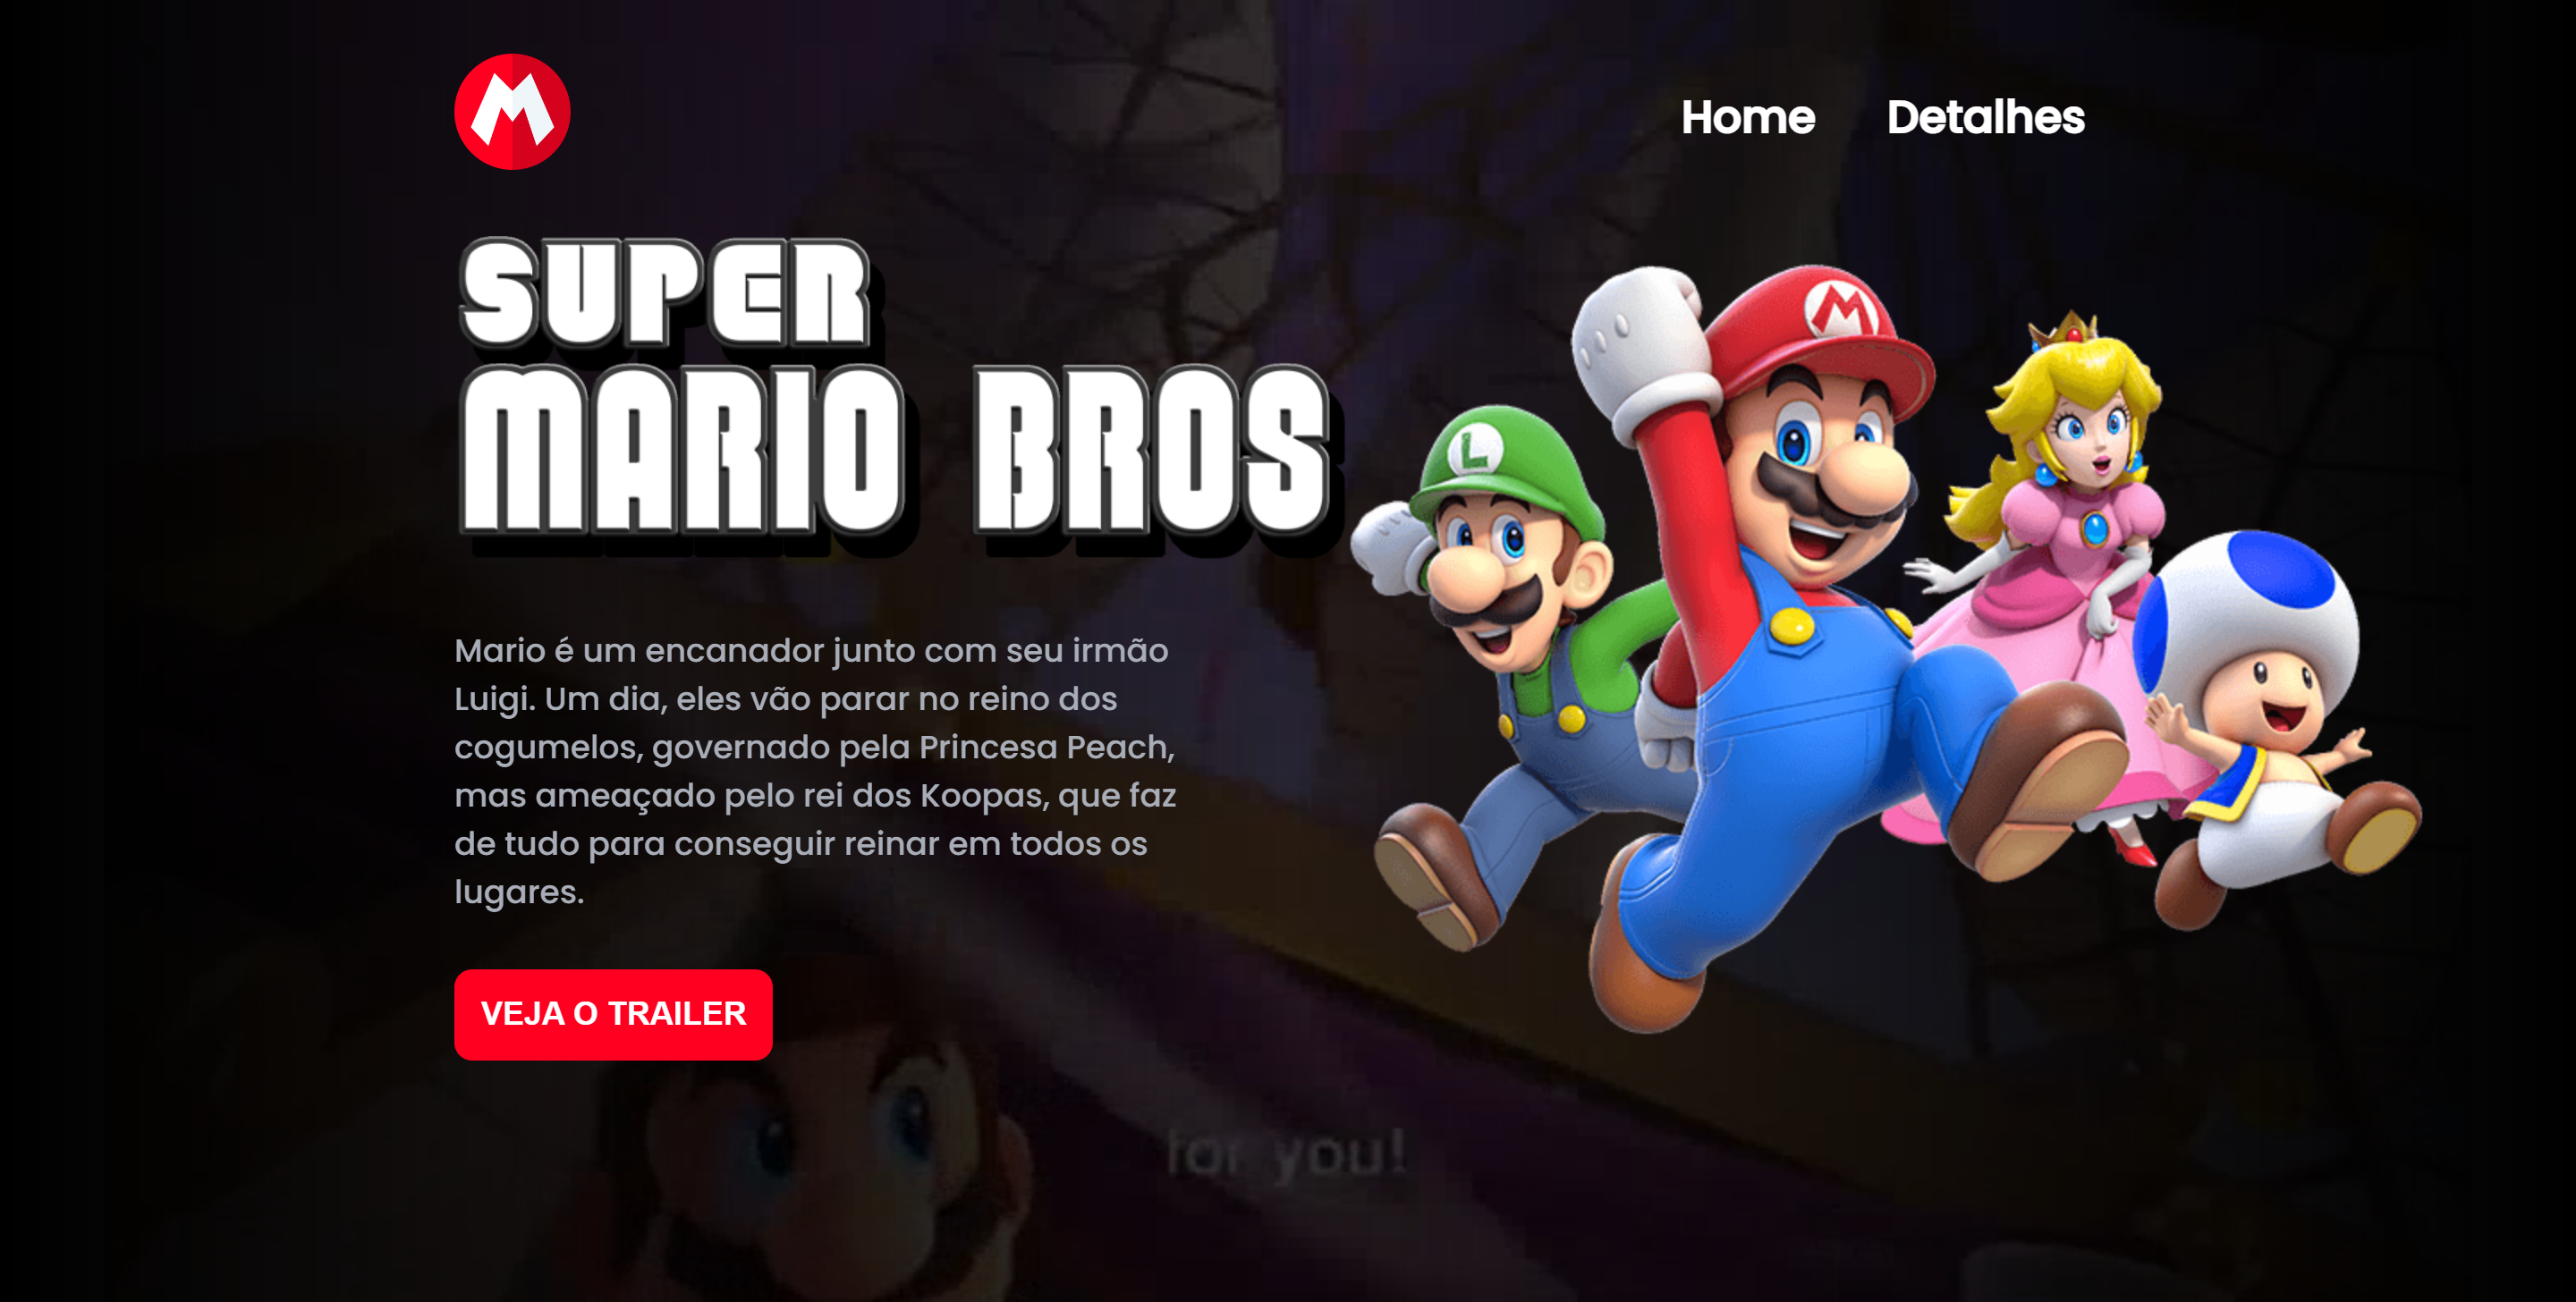 M
Home Detalhes
SUPER
MARIO BROS
M
L
Mario é um encanador junto com seu irmão
Luigi. Um dia, eles vão parar no reino dos
cogumelos, governado pela Princesa Peach,
mas ameaçado pelo rei dos Koopas, que faz
de tudo para conseguir reinar em todos os
lugares.
VEJA O TRAILER
for you!